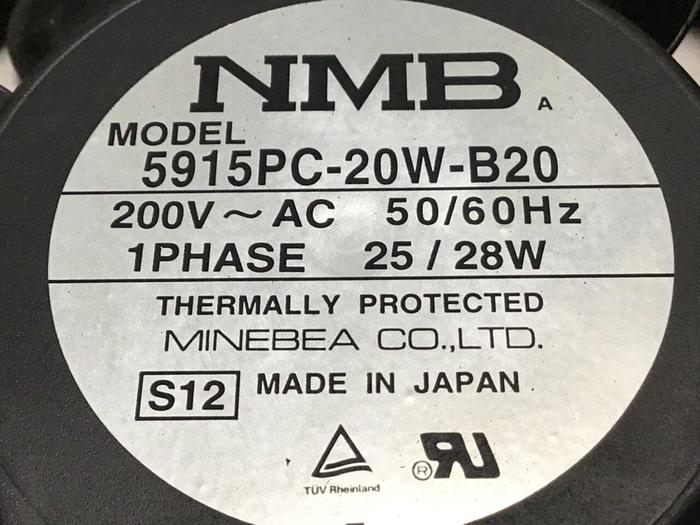 NMB A
MODEL
5915PC-20W-B20
200V ~ AC 50/60Hz
1PHASE 25 / 28W
THERMALLY PROTECTED
MINEBEA CO.,LTD.
S12 MADE IN JAPAN
TÜV Rheinland
® RU